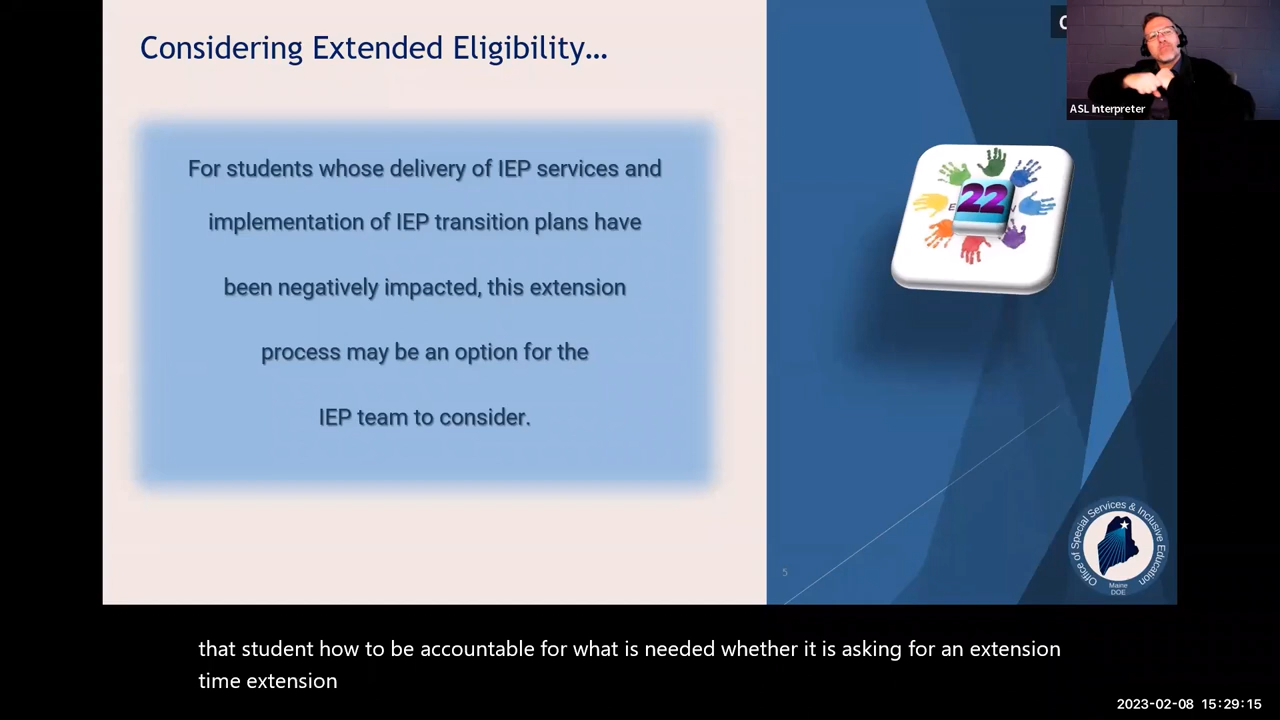 Considering Extended Eligibility...
For students whose delivery of IEP services and
implementation of IEP transition plans have
been negatively impacted, this extension
process may be an option for the
IEP team to consider.
22
ASL Interpreter
5
Office of Special Services & Inclusive Education
Maine
DOE
that student how to be accountable for what is needed whether it is asking for an extension
time extension
2023-02-08 15:29:15